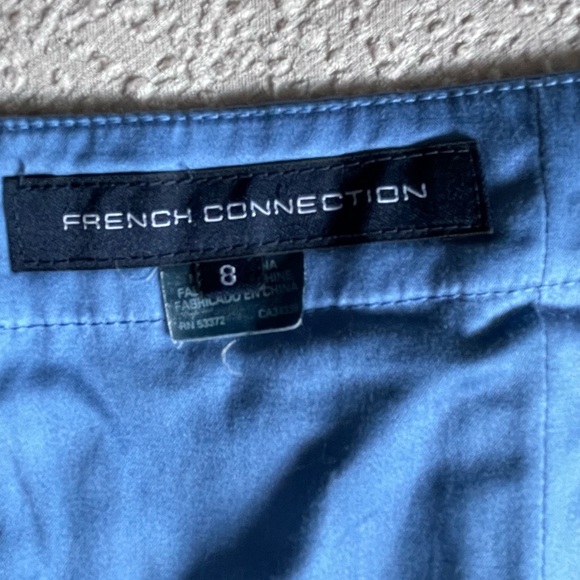 FRENCH CONNECTION
8
FABRICADO EN CHINA
RN 53372